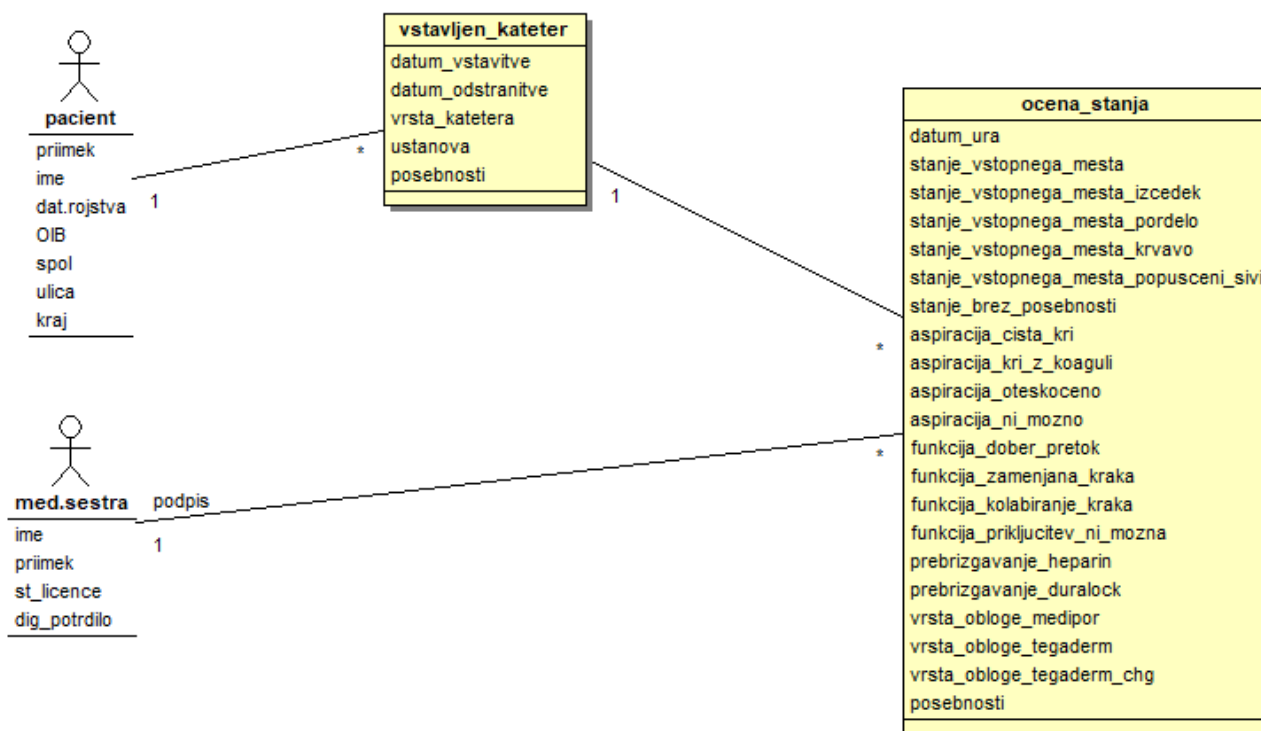 pacient
priimek
ime
dat.rojstva
OIB
spol
ulica
kraj
1
*
vstavljen_kateter
datum_vstavitve
datum_odstranitve
vrsta_katetera
ustanova
posebnosti
1
*
med.sestra
ime
priimek
st_licence
dig_potrdilo
podpis
1
*
ocena_stanja
datum_ura
stanje_vstopnega_mesta
stanje_vstopnega_mesta_izcedek
stanje_vstopnega_mesta_pordelo
stanje_vstopnega_mesta_krvavo
stanje_vstopnega_mesta_popusceni_sivi
stanje_brez_posebnosti
aspiracija_cista_kri
aspiracija_kri_z_koaguli
aspiracija_oteskoceno
aspiracija_ni_mozno
funkcija_dober_pretok
funkcija_zamenjana_kraka
funkcija_kolabiranje_kraka
funkcija_prikljucitev_ni_mozna
prebrizgavanje_heparin
prebrizgavanje_duralock
vrsta_obloge_medipor
vrsta_obloge_tegaderm
vrsta_obloge_tegaderm_chg
posebnosti